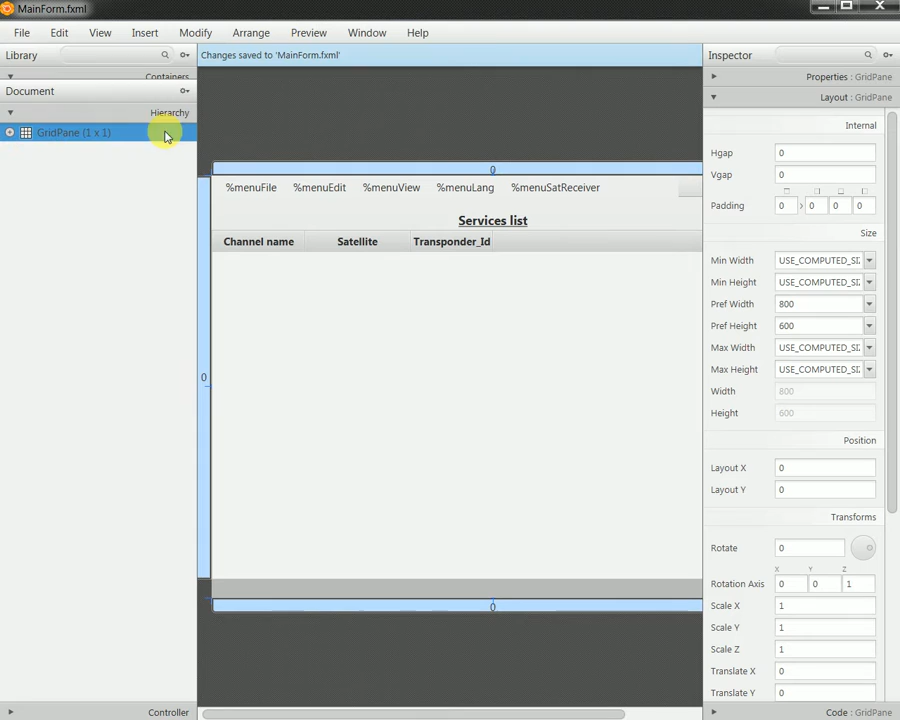 MainForm.fxml
File Edit View Insert Modify Arrange Preview Window Help
Library
Changes saved to 'MainForm.fxml'
Inspector
Containers
Properties : GridPane
Document
Layout : GridPane
Hierarchy
GridPane (1 x 1)
Internal
Hgap 0
Vgap 0
Padding 0 0 0 0
Size
Min Width USE_COMPUTED_SIZ
Min Height USE_COMPUTED_SIZ
Pref Width 800
Pref Height 600
Max Width USE_COMPUTED_SIZ
Max Height USE_COMPUTED_SIZ
Width 800
Height 600
Position
Layout X 0
Layout Y 0
Transforms
Rotate 0
X Y Z
Rotation Axis 0 0 1
Scale X 1
Scale Y 1
Scale Z 1
Translate X 0
Translate Y 0
0
%menuFile %menuEdit %menuView %menuLang %menuSatReceiver
Services list
Channel name Satellite Transponder_Id
0
0
Controller
Code : GridPane